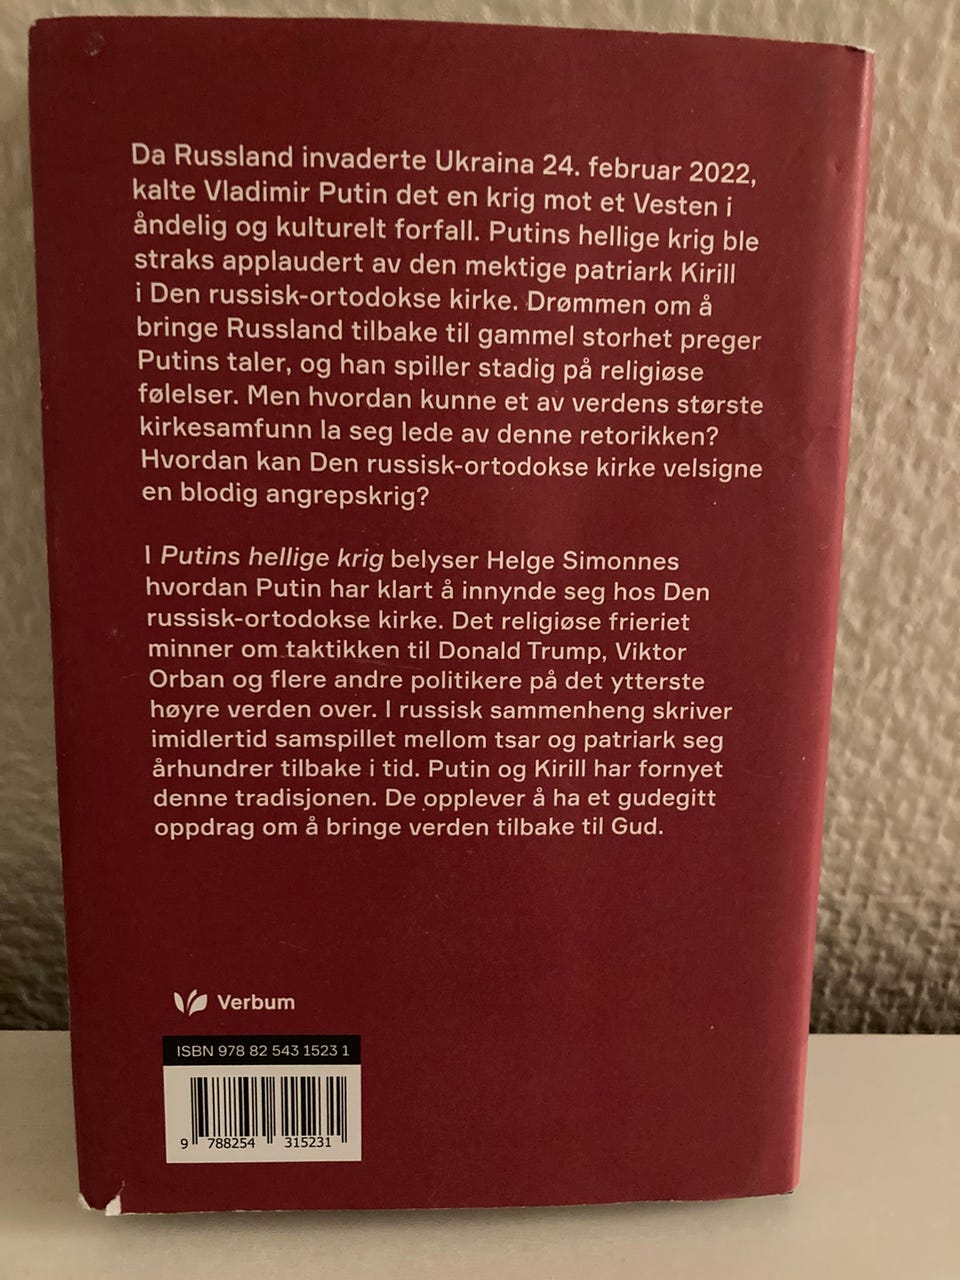 Da Russland invaderte Ukraina 24. februar 2022,
kalte Vladimir Putin det en krig mot et Vesten i
åndelig og kulturelt forfall. Putins hellige krig ble
straks applaudert av den mektige patriark Kirill
i Den russisk-ortodokse kirke. Drømmen om å
bringe Russland tilbake til gammel storhet preger
Putins taler, og han spiller stadig på religiøse
følelser. Men hvordan kunne et av verdens største
kirkesamfunn la seg lede av denne retorikken?
Hvordan kan Den russisk-ortodokse kirke velsigne
en blodig angrepskrig?
I Putins hellige krig belyser Helge Simonnes
hvordan Putin har klart å innynde seg hos Den
russisk-ortodokse kirke. Det religiøse frieriet
minner om taktikken til Donald Trump, Viktor
Orban og flere andre politikere på det ytterste
høyre verden over. I russisk sammenheng skriver
imidlertid samspillet mellom tsar og patriark seg
århundrer tilbake i tid. Putin og Kirill har fornyet
denne tradisjonen. De opplever å ha et gudegitt
oppdrag om å bringe verden tilbake til Gud.
Verbum
ISBN 978 82 543 1523 1
9 788254 315231